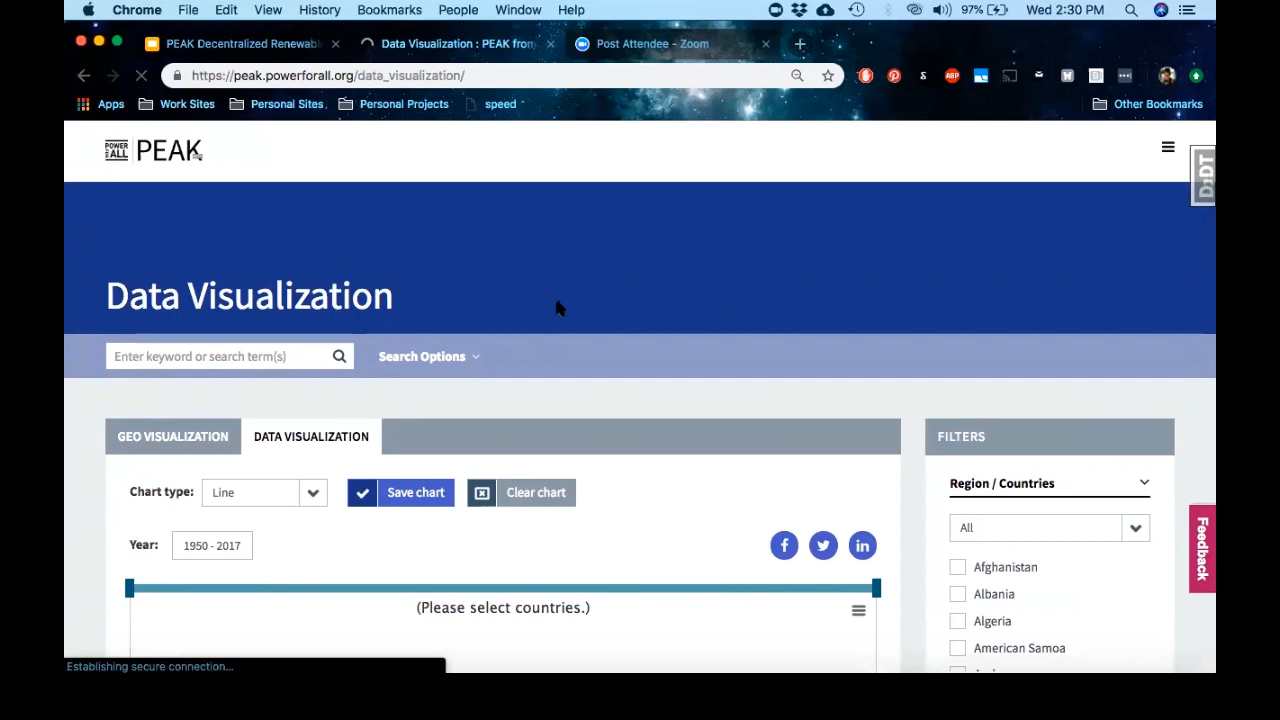 Chrome File Edit View History Bookmarks People Window Help 97% Wed 2:30 PM
PEAK Decentralized Renewab Data Visualization : PEAK from Post Attendee - Zoom
https://peak.powerforall.org/data_visualization/
Apps Work Sites Personal Sites Personal Projects speed Other Bookmarks
POWER FOR ALL PEAK
DjDT
Data Visualization
Enter keyword or search term(s) Search Options
GEO VISUALIZATION DATA VISUALIZATION FILTERS
Chart type: Line Save chart Clear chart
Region / Countries
Year: 1950 - 2017
All
Feedback
Afghanistan
Albania
(Please select countries.)
Algeria
American Samoa
Establishing secure connection...